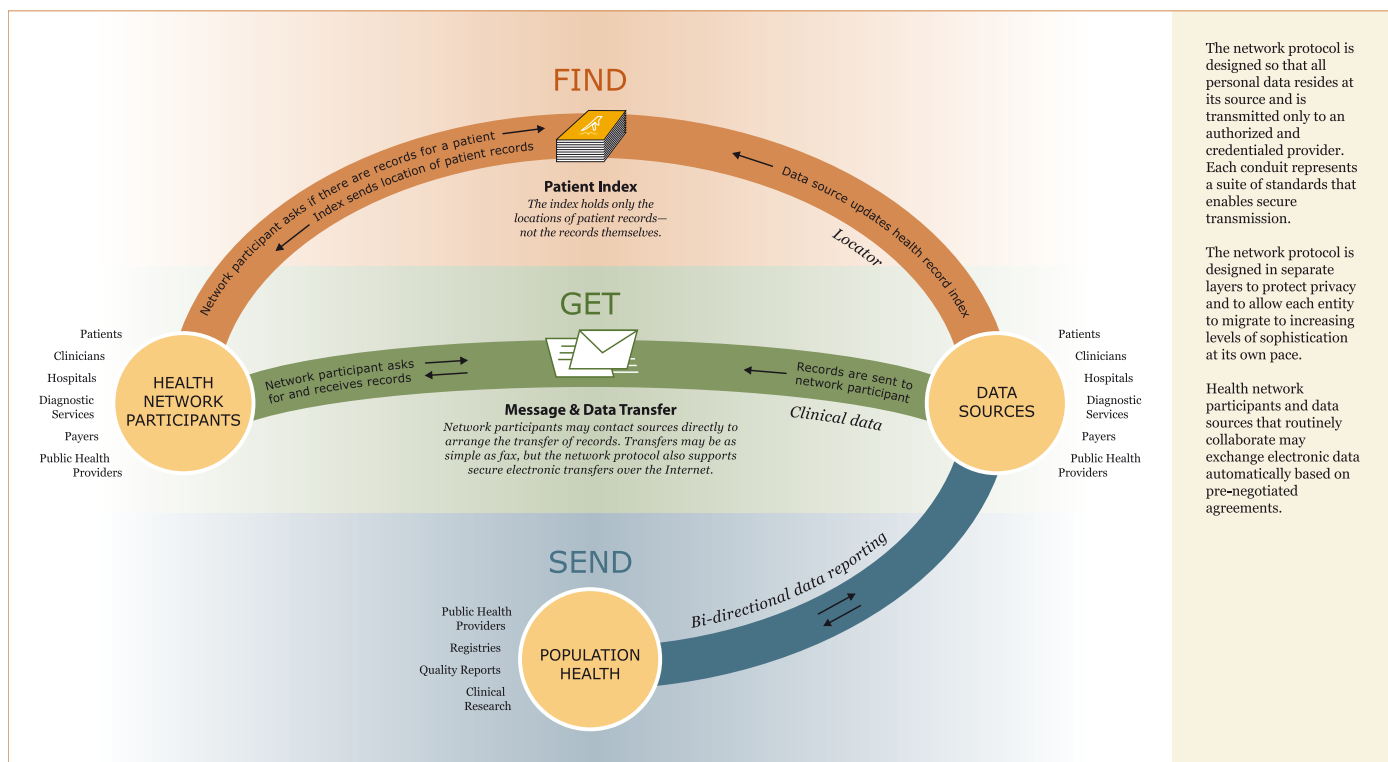 FIND
Network participant asks if there are records for a patient
Index sends location of patient records
Data source updates health record index
Locator
Patient Index
The index holds only the
locations of patient records—
not the records themselves.
GET
Patients
Clinicians
Hospitals
Diagnostic
Services
Payers
Public Health
Providers
HEALTH
NETWORK
PARTICIPANTS
Network participant asks
for and receives records
Records are sent to
network participant
Clinical data
Message & Data Transfer
Network participants may contact sources directly to
arrange the transfer of records. Transfers may be as
simple as fax, but the network protocol also supports
secure electronic transfers over the Internet.
DATA
SOURCES
Patients
Clinicians
Hospitals
Diagnostic
Services
Payers
Public Health
Providers
SEND
Bi-directional data reporting
Public Health
Providers
Registries
Quality Reports
Clinical
Research
POPULATION
HEALTH
The network protocol is
designed so that all
personal data resides at
its source and is
transmitted only to an
authorized and
credentialed provider.
Each conduit represents
a suite of standards that
enables secure
transmission.
The network protocol is
designed in separate
layers to protect privacy
and to allow each entity
to migrate to increasing
levels of sophistication
at its own pace.
Health network
participants and data
sources that routinely
collaborate may
exchange electronic data
automatically based on
pre-negotiated
agreements.